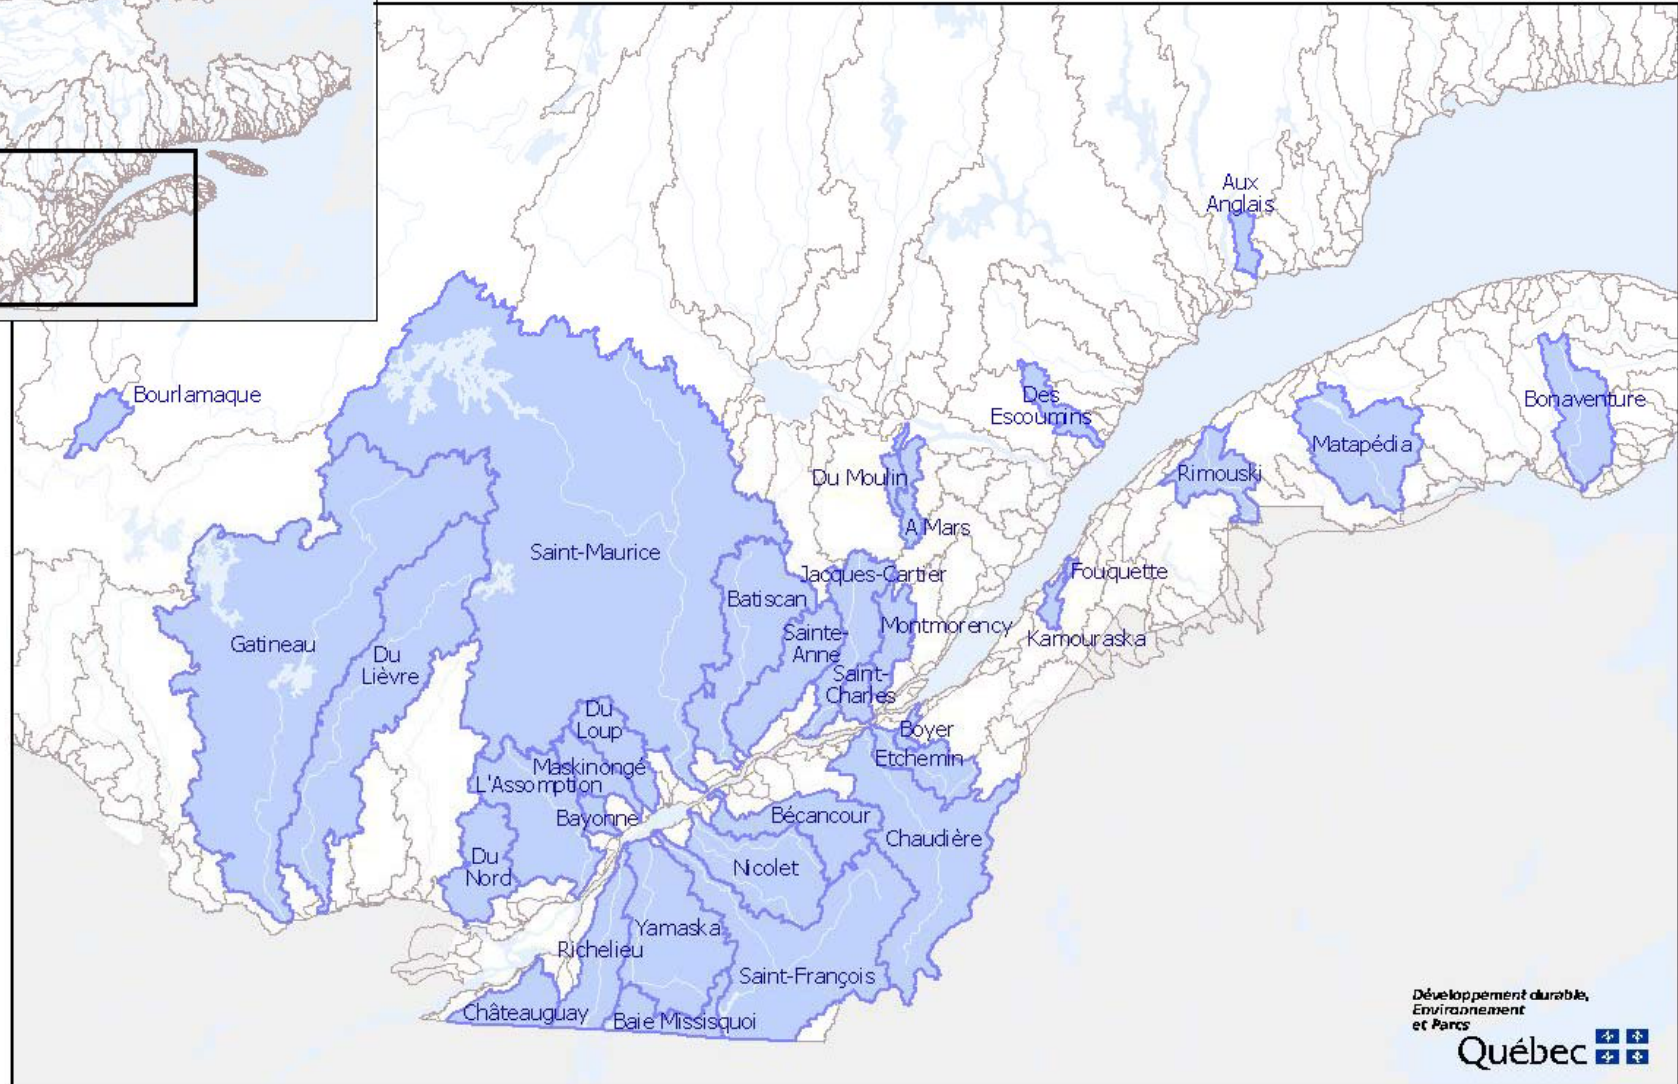 Aux
Anglais
Bourlamaque
Des
Escoumins
Bonaventure
Matapédia
Rimouski
Du Moulin
A Mars
Saint-Maurice
Jacques-Cartier
Fouquette
Batiscan
Montmorency
Sainte-
Anne
Kamouraska
Gatineau
Du
Lièvre
Saint-
Charles
Du
Loup
Boyer
Etchemin
Maskinongé
L'Assomption
Bayonne
Bécancour
Chaudière
Nicolet
Du
Nord
Yamaska
Richelieu
Saint-François
Châteauguay
Baie Missisquoi
Développement durable,
Environnement
et Parcs
Québec